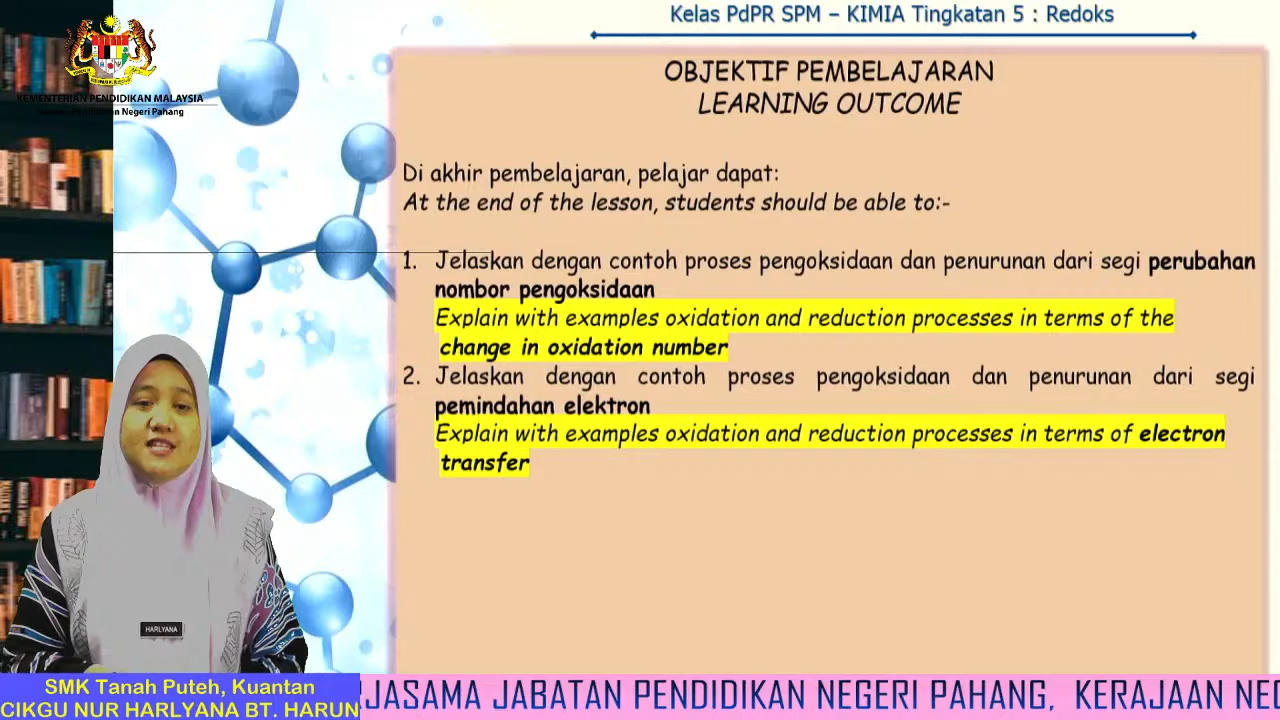 Kelas PdPR SPM – KIMIA Tingkatan 5 : Redoks
KEMENTERIAN PENDIDIKAN MALAYSIA
Pendidikan Negeri Pahang
OBJEKTIF PEMBELAJARAN
LEARNING OUTCOME
Di akhir pembelajaran, pelajar dapat:
At the end of the lesson, students should be able to:-
1. Jelaskan dengan contoh proses pengoksidaan dan penurunan dari segi perubahan
nombor pengoksidaan
Explain with examples oxidation and reduction processes in terms of the
change in oxidation number
2. Jelaskan dengan contoh proses pengoksidaan dan penurunan dari segi
pemindahan elektron
Explain with examples oxidation and reduction processes in terms of electron
transfer
HARLYANA
SMK Tanah Puteh, Kuantan
CIKGU NUR HARLYANA BT. HARUN
JASAMA JABATAN PENDIDIKAN NEGERI PAHANG, KERAJAAN NEG